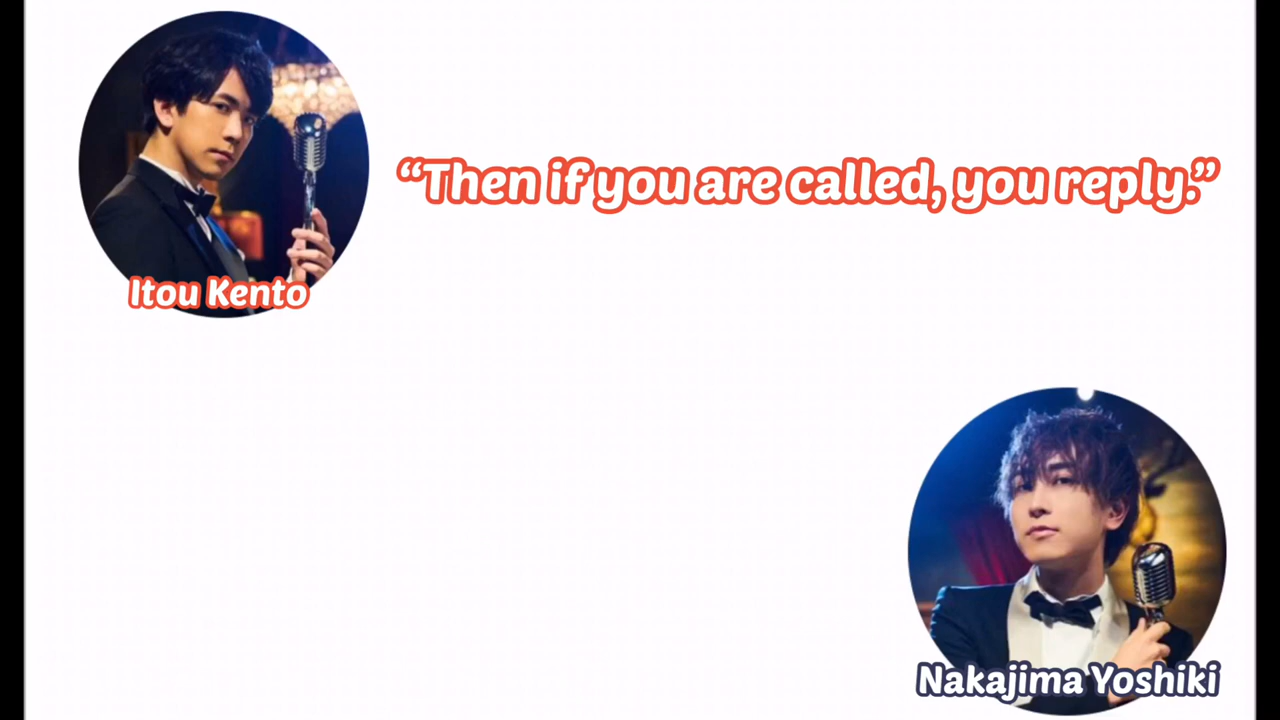 “Then if you are called, you reply.”
Itou Kento
Nakajima Yoshiki